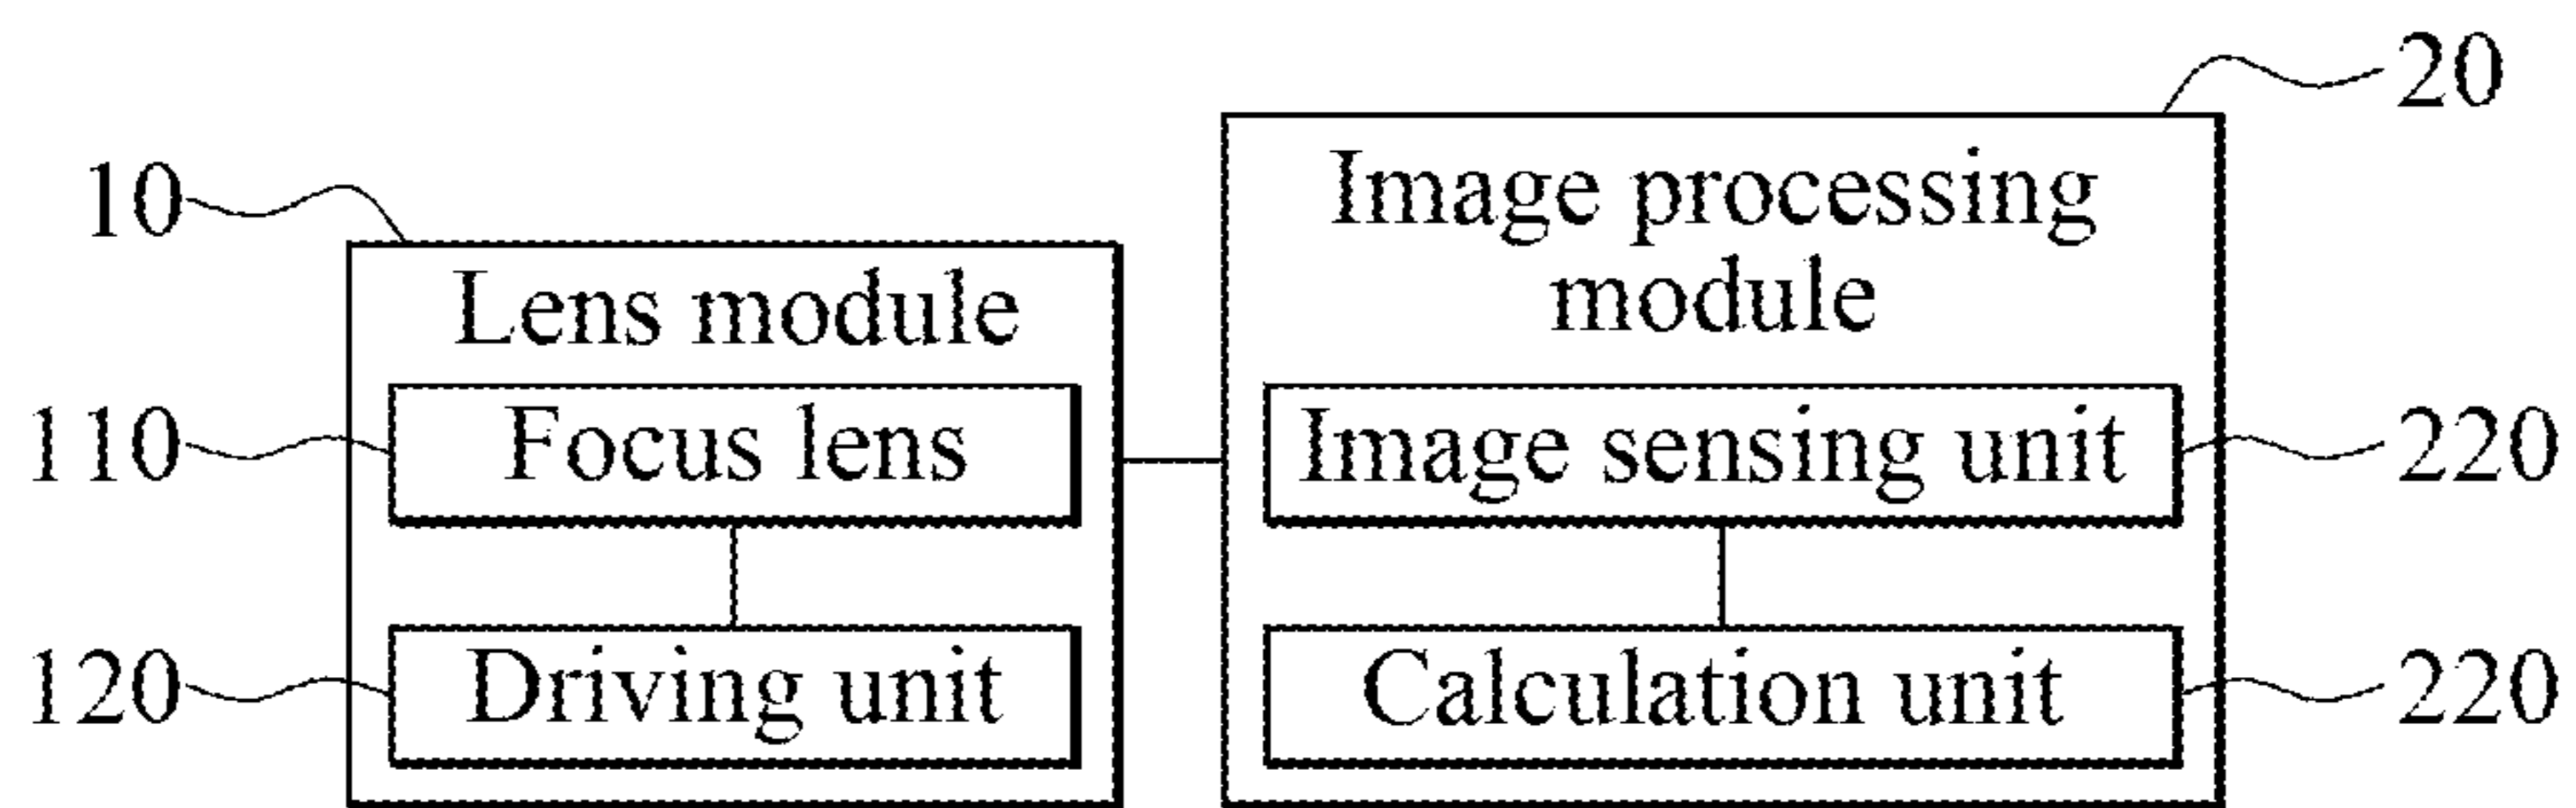 20
10
Image processing
module
Lens module
110
Focus lens
Image sensing unit
220
120
Driving unit
Calculation unit
220